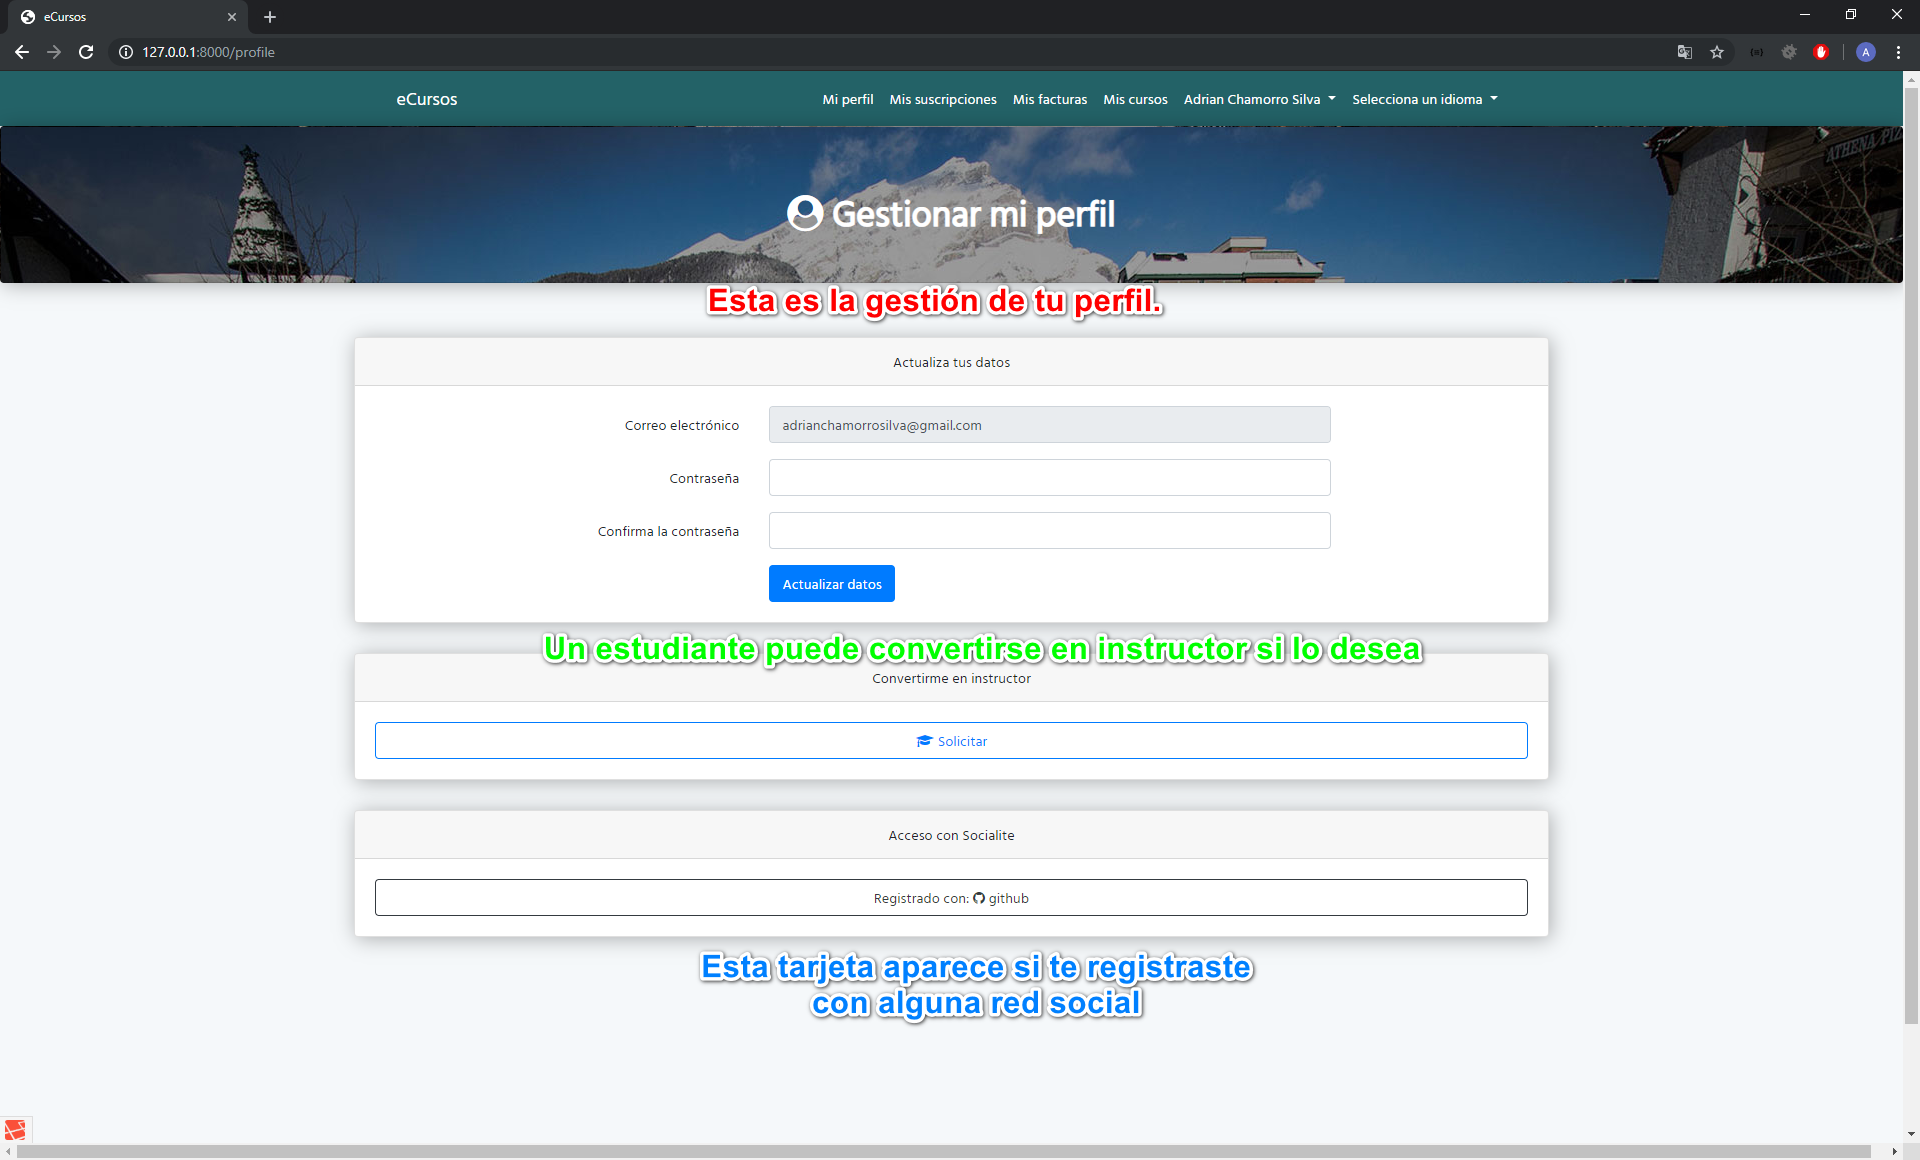 eCursos
127.0.0.1:8000/profile
A
eCursos
Mi perfil
Mis suscripciones
Mis facturas
Mis cursos
Adrian Chamorro Silva
Selecciona un idioma
ATHENA PIZ
Gestionar mi perfil
Esta es la gestión de tu perfil.
Actualiza tus datos
Correo electrónico
adrianchamorrosilva@gmail.com
Contraseña
Confirma la contraseña
Actualizar datos
Un estudiante puede convertirse en instructor si lo desea
Convertirme en instructor
Solicitar
Acceso con Socialite
Registrado con: github
Esta tarjeta aparece si te registraste
con alguna red social